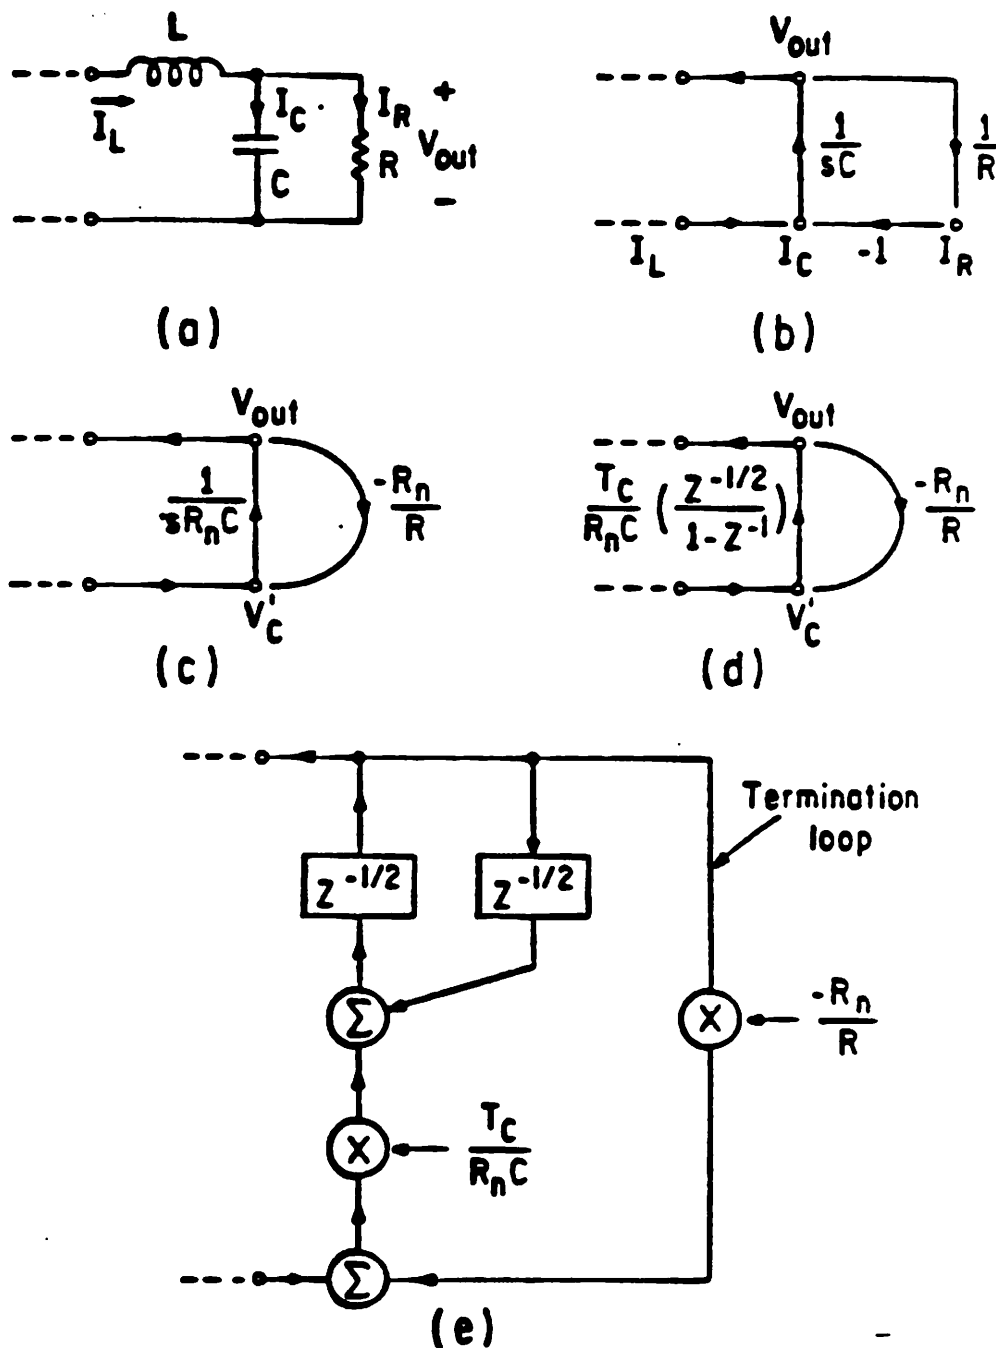 L
I_L
I_C
C
I_R
R
+
V_out
-
(a)
V_out
1/sC
1/R
I_L
I_C
-1
I_R
(b)
V_out
1/sR_nC
-R_n/R
V'_C
(c)
V_out
T_C/R_nC (Z^-1/2 / 1-Z^-1)
-R_n/R
V'_C
(d)
Termination
loop
Z^-1/2
Z^-1/2
Σ
X
-R_n/R
X
T_C/R_nC
Σ
(e)